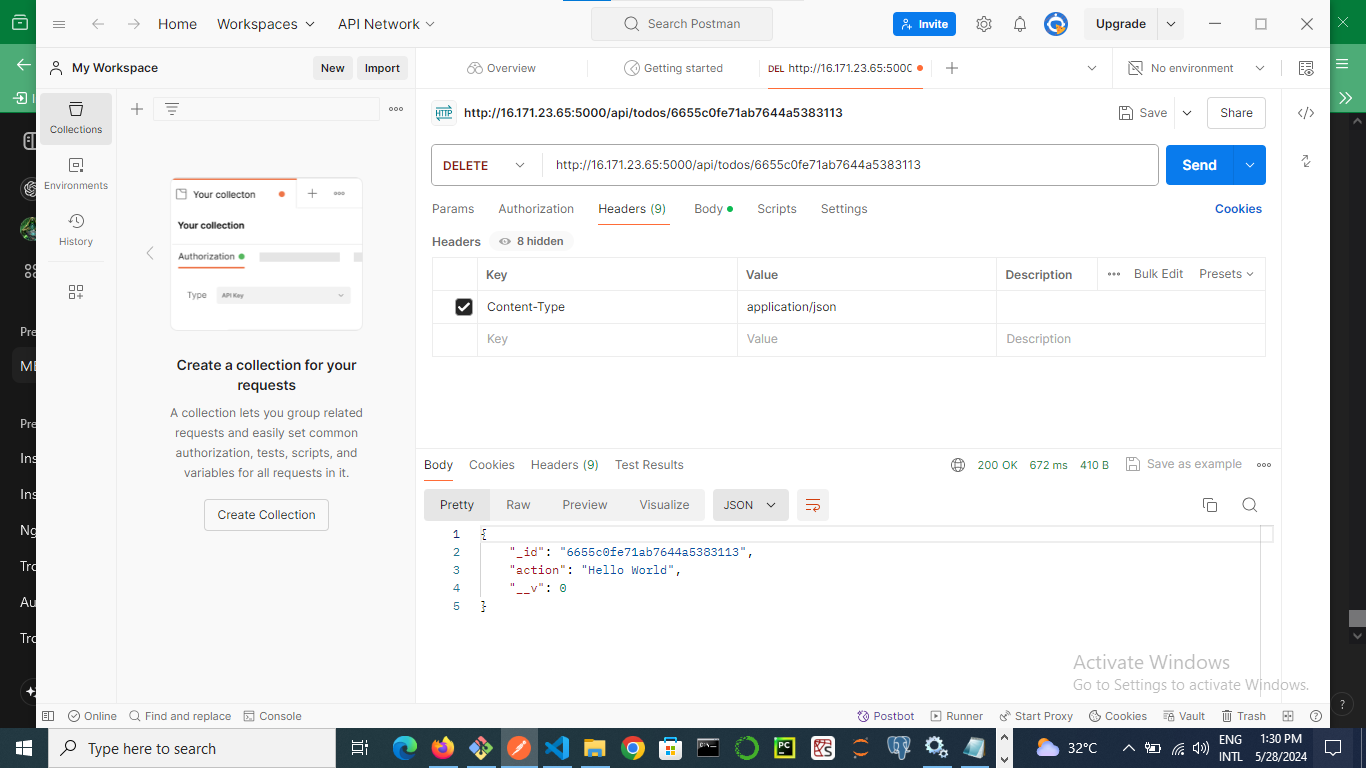 Home
Workspaces
API Network
Search Postman
Invite
Upgrade
My Workspace
New
Import
Overview
Getting started
DEL http://16.171.23.65:5000
No environment
Collections
Environments
History
Your collecton
Your collection
Authorization
Type
API Key
Create a collection for your
requests
A collection lets you group related
requests and easily set common
authorization, tests, scripts, and
variables for all requests in it.
Create Collection
HTTP
http://16.171.23.65:5000/api/todos/6655c0fe71ab7644a5383113
Save
Share
DELETE
http://16.171.23.65:5000/api/todos/6655c0fe71ab7644a5383113
Send
Params
Authorization
Headers (9)
Body
Scripts
Settings
Cookies
Headers
8 hidden
Key
Value
Description
Bulk Edit
Presets
Content-Type
application/json
Key
Value
Description
Body
Cookies
Headers (9)
Test Results
200 OK
672 ms
410 B
Save as example
Pretty
Raw
Preview
Visualize
JSON
1 {
2 "_id": "6655c0fe71ab7644a5383113",
3 "action": "Hello World",
4 "__v": 0
5 }
Activate Windows
Go to Settings to activate Windows.
Pre
ME
Pre
Ins
Ins
Ng
Tro
Au
Tro
Online
Find and replace
Console
Postbot
Runner
Start Proxy
Cookies
Vault
Trash
Type here to search
PC
32°C
ENG
INTL
1:30 PM
5/28/2024